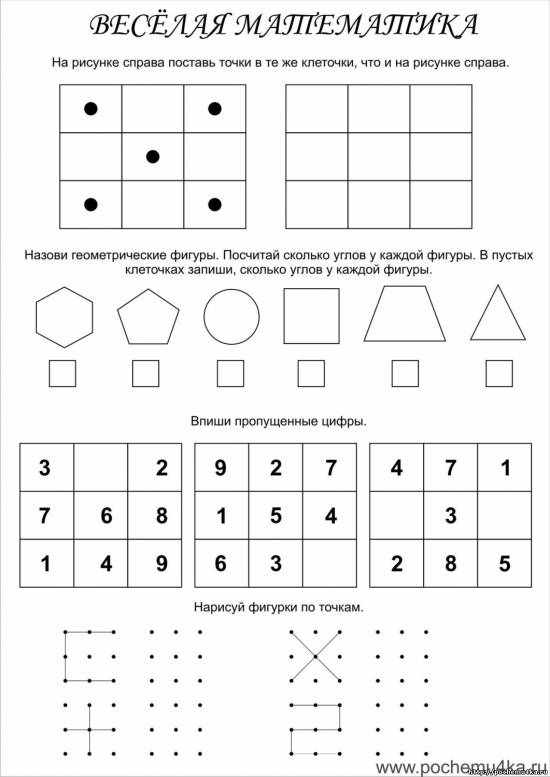 ВЕСЁЛАЯ МАТЕМАТИКА
На рисунке справа поставь точки в те же клеточки, что и на рисунке справа.
Назови геометрические фигуры. Посчитай сколько углов у каждой фигуры. В пустых
клеточках запиши, сколько углов у каждой фигуры.
Впиши пропущенные цифры.
3 2 9 2 7 4 7 1
7 6 8 1 5 4 3
1 4 9 6 3 2 8 5
Нарисуй фигурки по точкам.
www.pochemu4ka.ru
http://pochemu4ka.ru/